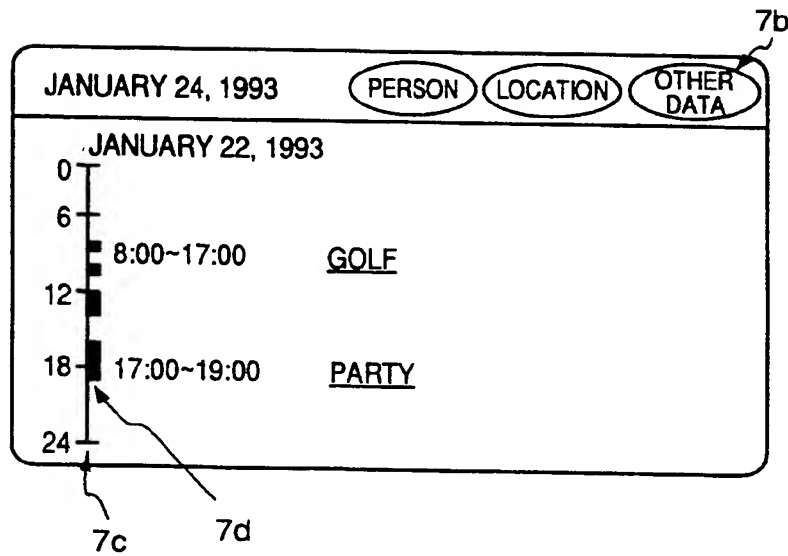 7b
JANUARY 24, 1993 PERSON LOCATION OTHER DATA
JANUARY 22, 1993
0
6
8:00~17:00 GOLF
12
18 17:00~19:00 PARTY
24
7c 7d